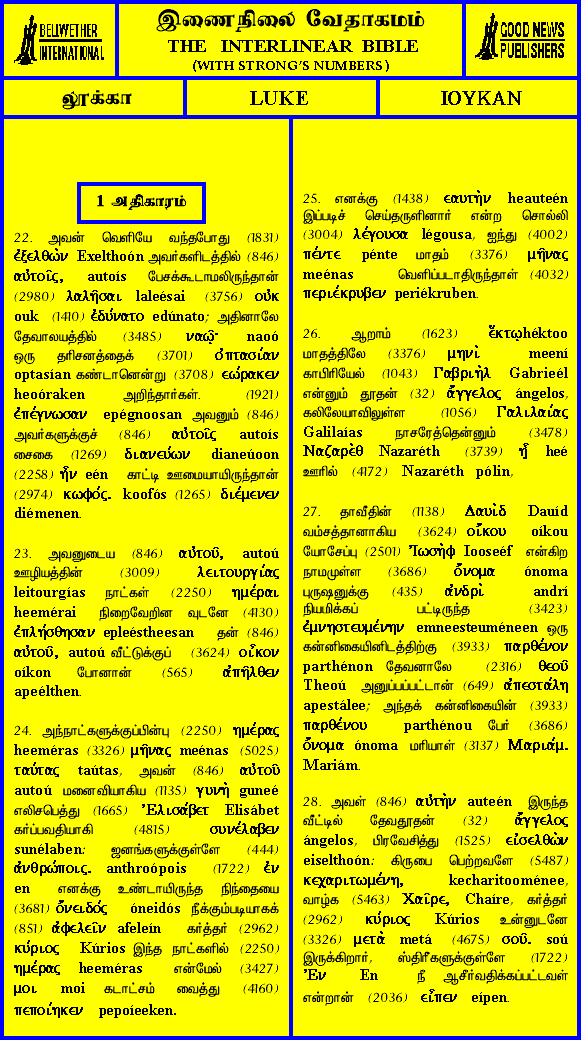 BELLWETHER
INTERNATIONAL
இணைநிலை வேதாகமம்
THE INTERLINEAR BIBLE
(WITH STRONG'S NUMBERS)
GOOD NEWS
PUBLISHERS
லூக்கா
LUKE
ΙΟΥΚΑΝ
1 அதிகாரம்
22. அவன் வெளியே வந்தபோது (1831)
ἐξελθὼν Exelthoón அவர்களிடத்தில் (846)
αὐτοῖς, autoís பேசக்கூடாமலிருந்தான்
(2980) λαλῆσαι laleésai (3756) οὐκ
ouk (1410) ἐδύνατο edúnato; அதினாலே
தேவாலயத்தில் (3485) ναῷ· naoó
ஒரு தரிசனத்தைக் (3701) ὀπτασίαν
optasían கண்டானென்று (3708) ἑώρακεν
heoóraken அறிந்தார்கள். (1921)
ἐπέγνωσαν epégnoosan அவனும் (846)
அவர்களுக்குச் (846) αὐτοῖς autoís
சைகை (1269) διανεύων dianeúoon
(2258) ἦν eén காட்டி ஊமையாயிருந்தான்
(2974) κωφός. koofós (1265) διέμενεν
diémenen.
23. அவனுடைய (846) αὐτοῦ, autoú
ஊழியத்தின் (3009) λειτουργίας
leitourgías நாட்கள் (2250) ἡμέραι
heemérai நிறைவேறின வுடனே (4130)
ἐπλήσθησαν epleéstheesan தன் (846)
αὐτοῦ, autoú வீட்டுக்குப் (3624) οἶκον
oíkon போனான் (565) ἀπῆλθεν
apeélthen.
24. அந்நாட்களுக்குப்பின்பு (2250) ἡμέρας
heeméras (3326) μῆνας meénas (5025)
ταύτας taútas, அவன் (846) αὐτοῦ
autoú மனைவியாகிய (1135) γυνὴ guneé
எலிசபெத்து (1665) Ἐλισάβετ Elisábet
கர்ப்பவதியாகி (4815) συνέλαβεν
sunélaben: ஜனங்களுக்குள்ளே (444)
ἀνθρώποις. anthroópois (1722) ἐν
en எனக்கு உண்டாயிருந்த நிந்தையை
(3681) ὄνειδός óneidós நீக்கும்படியாகக்
(851) ἀφελεῖν afeleín கர்த்தர் (2962)
κύριος Kúrios இந்த நாட்களில் (2250)
ἡμέρας heeméras என்மேல் (3427)
μοι moi கடாட்சம் வைத்து (4160)
πεποίηκεν pepoíeeken.
25. எனக்கு (1438) ἑαυτὴν heauteén
இப்படிச் செய்தருளினார் என்ற சொல்லி
(3004) λέγουσα légousa, ஐந்து (4002)
πέντε pénte மாதம் (3376) μῆνας
meénas வெளிப்படாதிருந்தாள் (4032)
περιέκρυβεν periékruben.
26. ஆறாம் (1623) ἕκτῳhéktoo
மாதத்திலே (3376) μηνὶ meení
காபிரியேல் (1043) Γαβριὴλ Gabrieél
என்னும் தூதன் (32) ἄγγελος ángelos,
கலிலேயாவிலுள்ள (1056) Γαλιλαίας
Galilaías நாசரேத்தென்னும் (3478)
Ναζαρὲθ Nazaréth (3739) ᾗ heé
ஊரில் (4172) Nazaréth pólin,
27. தாவீதின் (1138) Δαυὶδ Dauíd
வம்சத்தானாகிய (3624) οἴκου oíkou
யோசேப்பு (2501) Ἰωσὴφ Iooseéf என்கிற
நாமமுள்ள (3686) ὄνομα ónoma
புருஷனுக்கு (435) ἀνδρὶ andrí
நியமிக்கப் பட்டிருந்த (3423)
ἐμνηστευμένην emneesteuméneen ஒரு
கன்னிகையினிடத்திற்கு (3933) παρθένον
parthénon தேவனாலே (2316) θεοῦ
Theoú அனுப்பப்பட்டான் (649) ἀπεστάλη
apestálee; அந்தக் கன்னிகையின் (3933)
παρθένου parthénou பேர் (3686)
ὄνομα ónoma மரியாள் (3137) Μαριάμ.
Mariám.
28. அவள் (846) αὐτὴν auteén இருந்த
வீட்டில் தேவதூதன் (32) ἄγγελος
ángelos, பிரவேசித்து (1525) εἰσελθὼν
eiselthoón: கிருபை பெற்றவளே (5487)
κεχαριτωμένη, kecharitooménee,
வாழ்க (5463) Χαῖρε, Chaíre, கர்த்தர்
(2962) κύριος Kúrios உன்னுடனே
(3326) μετὰ metá (4675) σοῦ. soú
இருக்கிறார், ஸ்திரீகளுக்குள்ளே (1722)
Ἐν En நீ ஆசீர்வதிக்கப்பட்டவள்
என்றான் (2036) εἶπεν eípen.